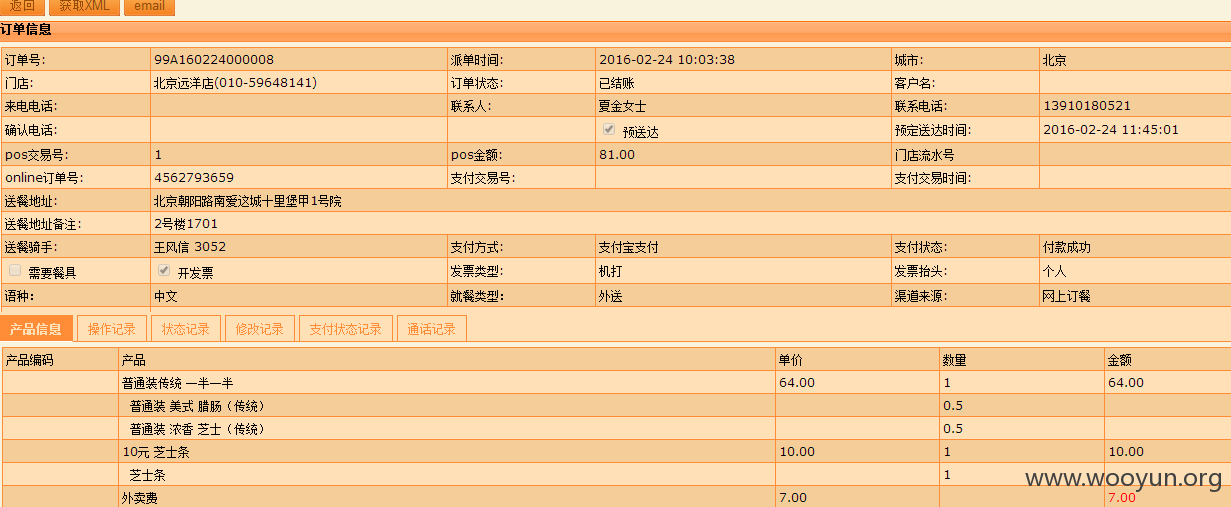 返回 获取XML email
订单信息
订单号: 99A160224000008 派单时间: 2016-02-24 10:03:38 城市: 北京
门店: 北京远洋店(010-59648141) 订单状态: 已结账 客户名:
来电电话: 联系人: 夏金女士 联系电话: 13910180521
确认电话: 预送达 预定送达时间: 2016-02-24 11:45:01
pos交易号: 1 pos金额: 81.00 门店流水号
online订单号: 4562793659 支付交易号: 支付交易时间:
送餐地址: 北京朝阳路南爱这城十里堡甲1号院
送餐地址备注: 2号楼1701
送餐骑手: 王风信 3052 支付方式: 支付宝支付 支付状态: 付款成功
需要餐具 开发票 发票类型: 机打 发票抬头: 个人
语种: 中文 就餐类型: 外送 渠道来源: 网上订餐
产品信息 操作记录 状态记录 修改记录 支付状态记录 通话记录
产品编码 产品 单价 数量 金额
普通装传统 一半一半 64.00 1 64.00
普通装 美式 腊肠（传统） 0.5
普通装 浓香 芝士（传统） 0.5
10元 芝士条 10.00 1 10.00
芝士条 1
www.wooyun.org
外卖费 7.00 7.00